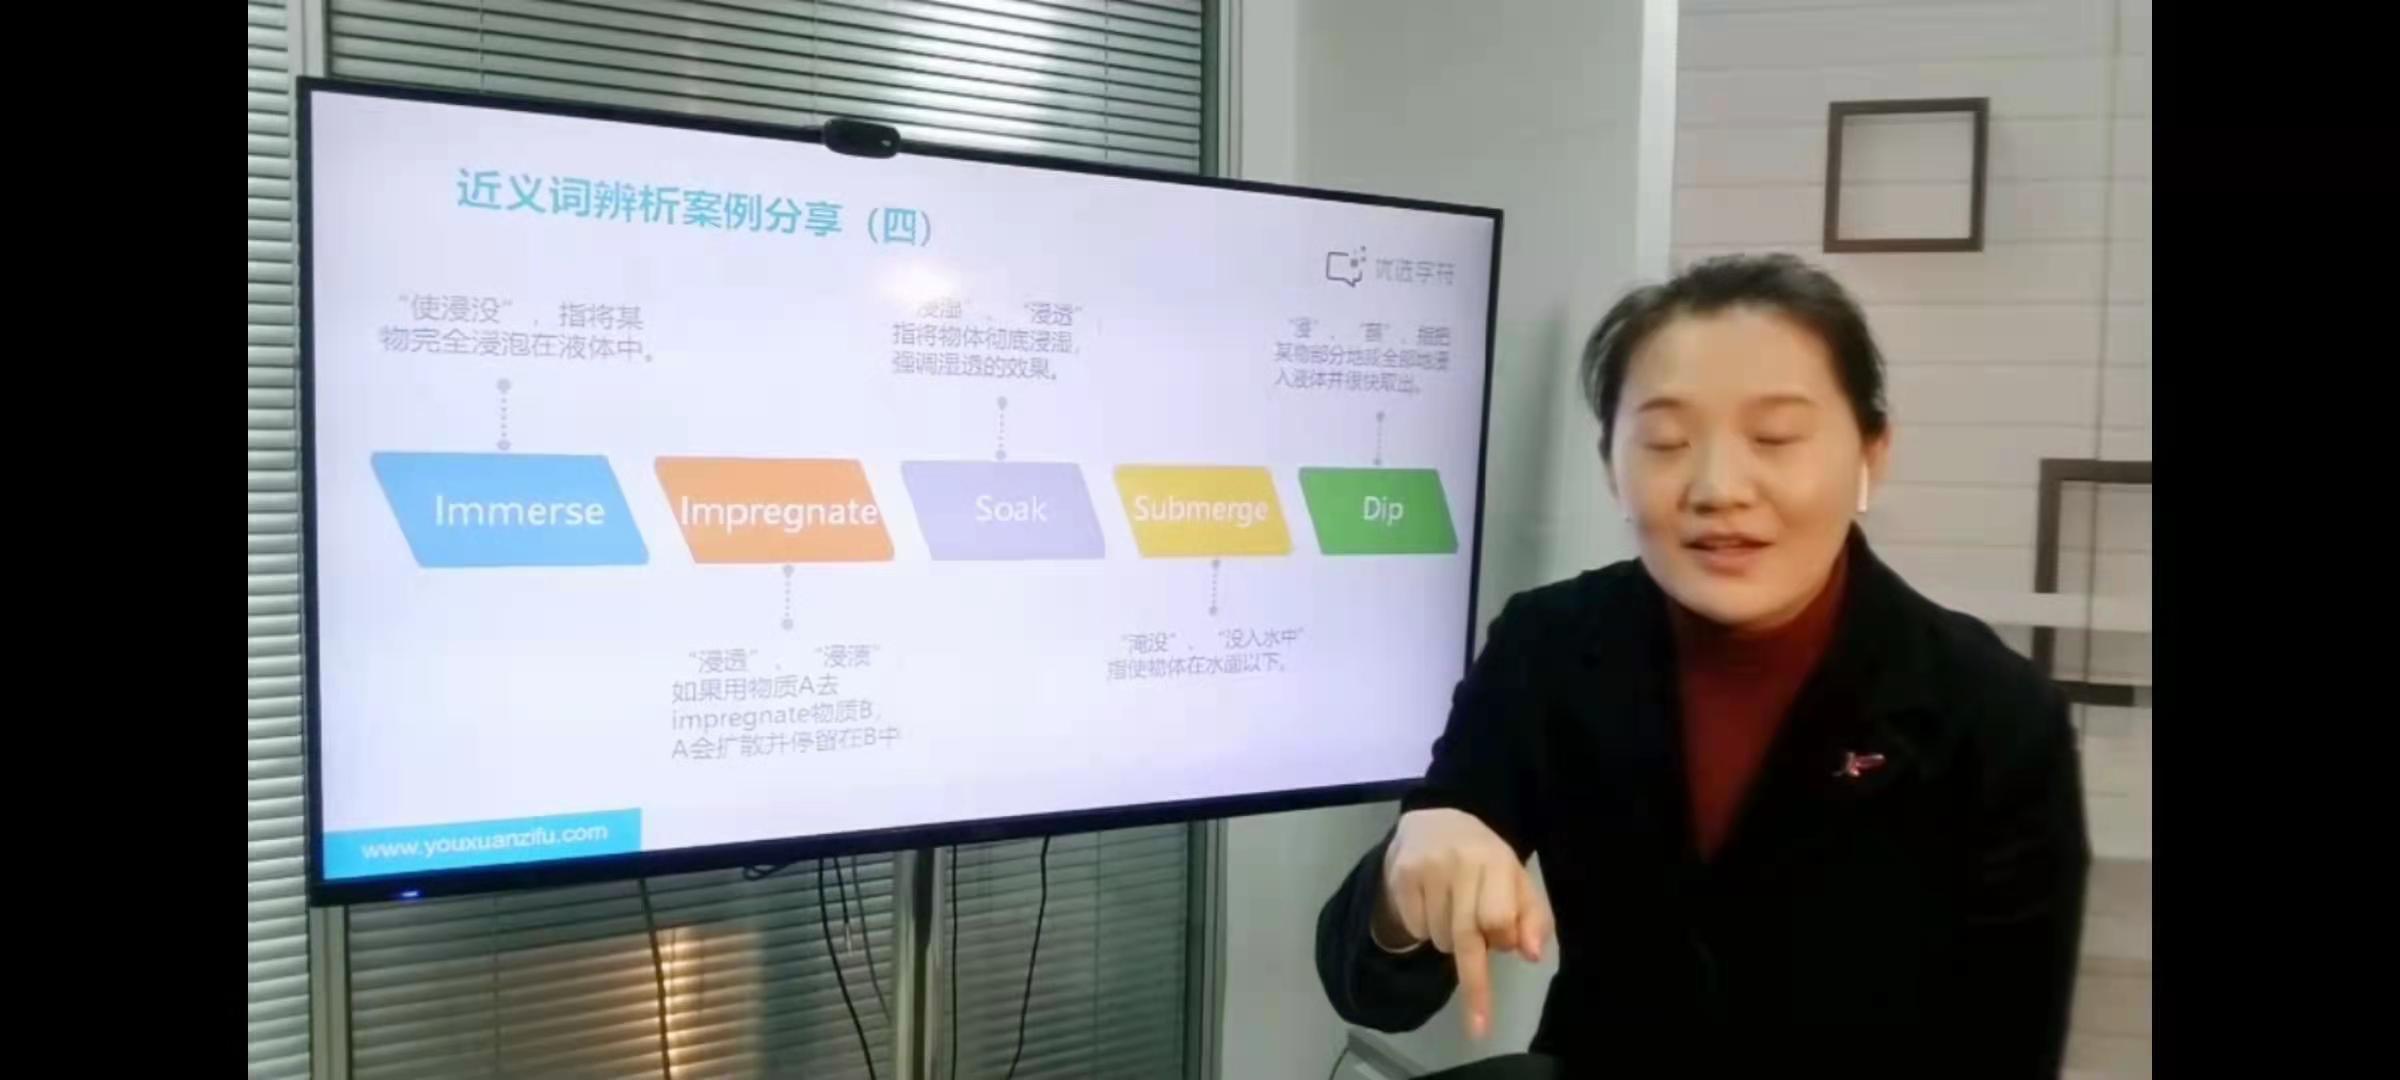 近义词辨析案例分享（四）
优选字符
“使浸没”，指将某
物完全浸泡在液体中。
“浸湿”、“浸透”，
指将物体彻底浸湿，
强调湿透的效果。
“浸”、“蘸”，指把
某物部分地或全部地浸
入液体并很快取出。
Immerse
Impregnate
Soak
Submerge
Dip
“浸透”、“浸渍”
如果用物质A去
impregnate物质B，
A会扩散并停留在B中
“淹没”、“没入水中”
指使物体在水面以下。
www.youxuanzifu.com